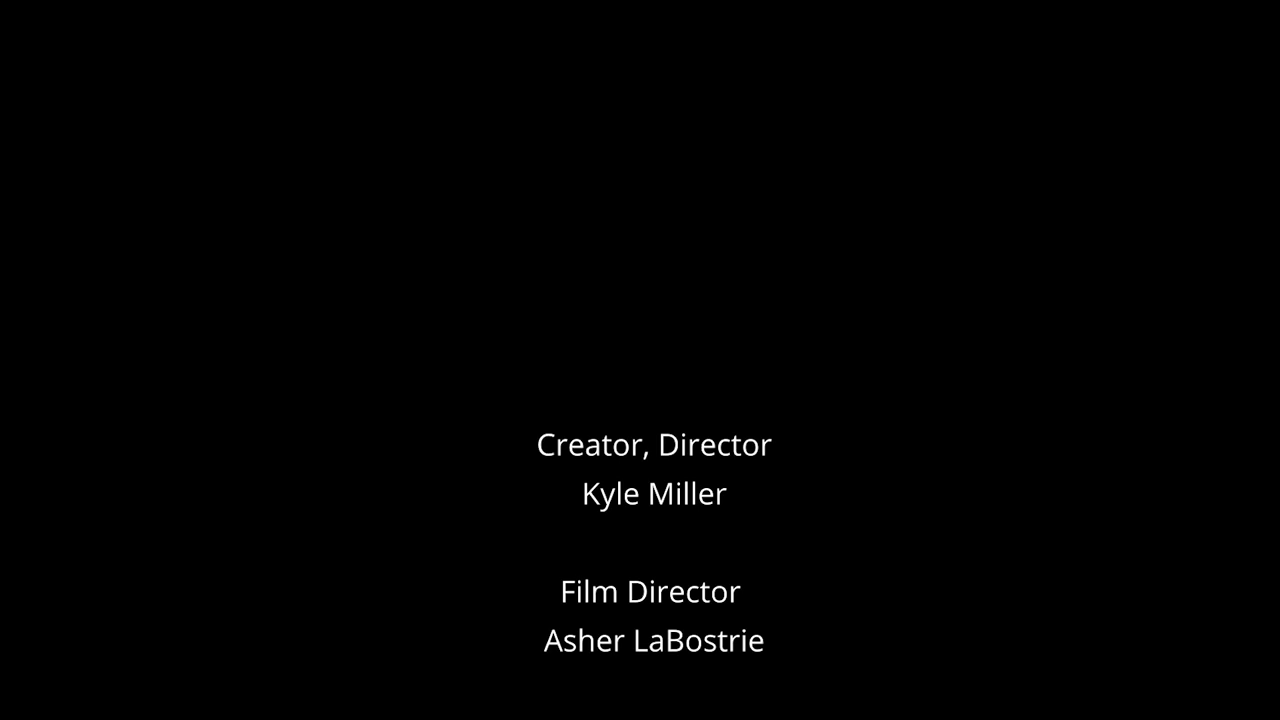 Creator, Director
Kyle Miller
Film Director
Asher LaBostrie